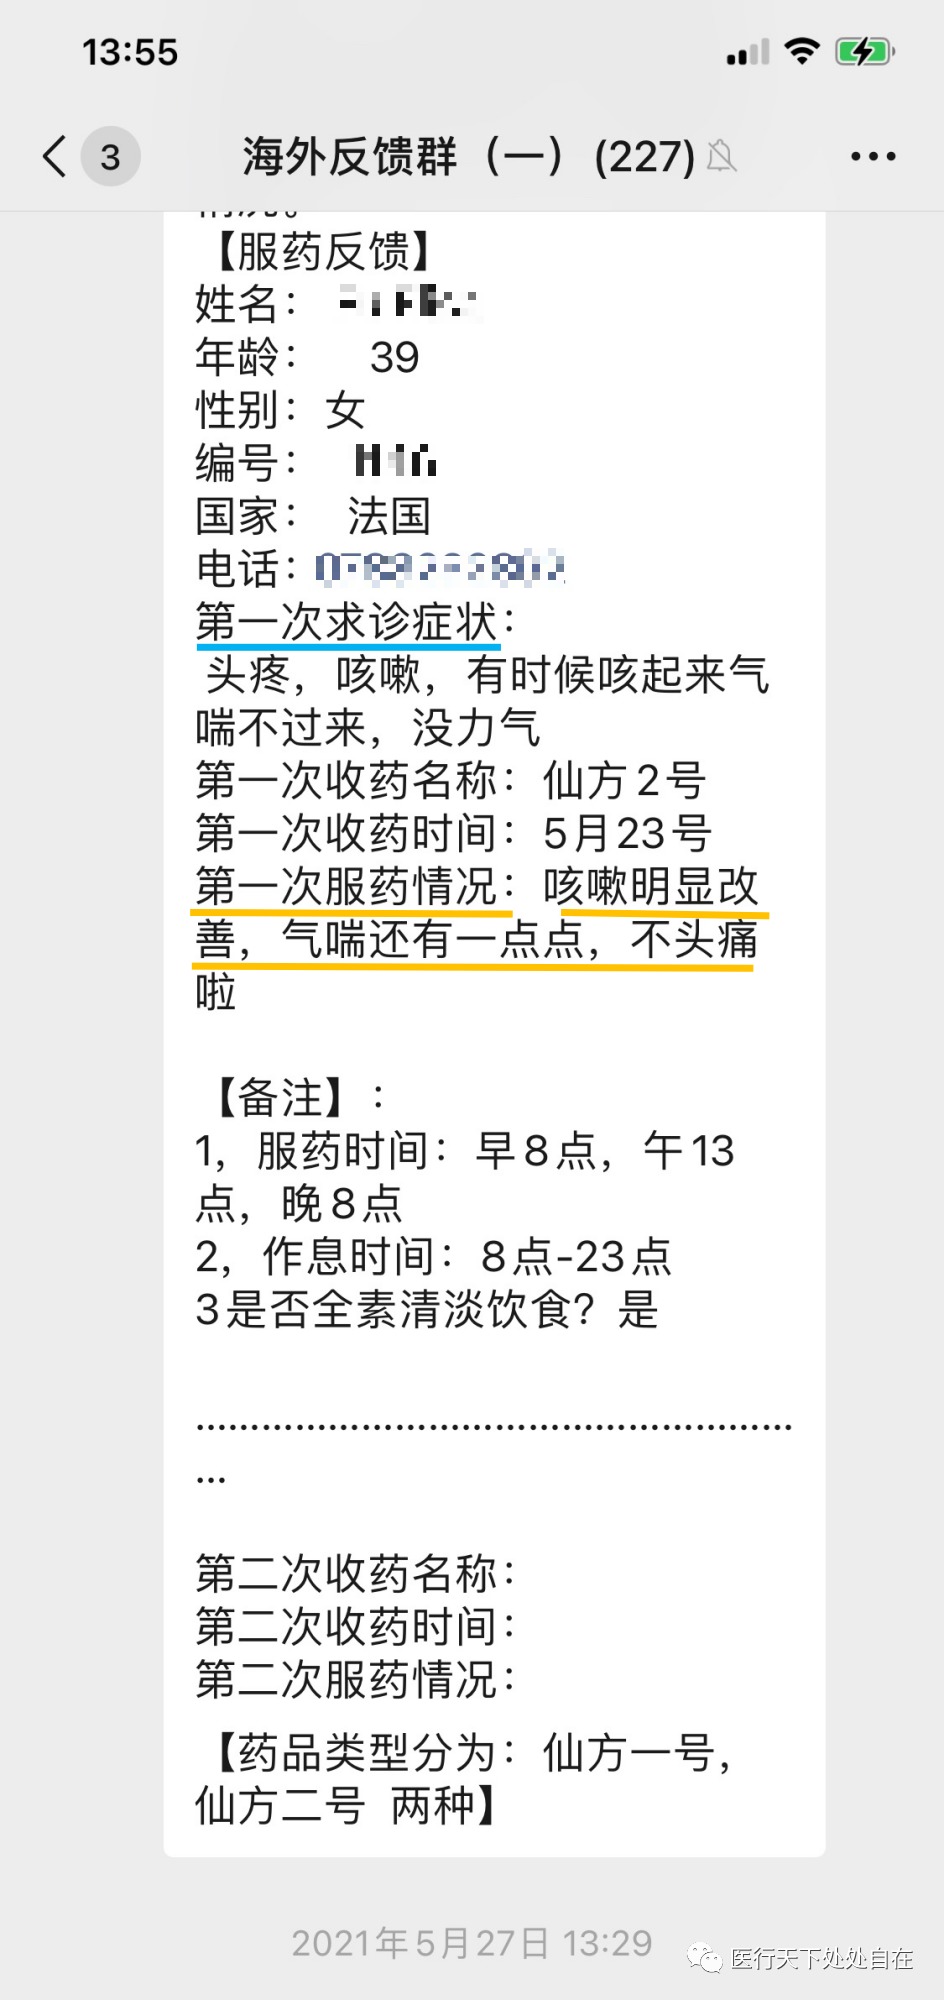 13:55
3
海外反馈群（一）(227)
【服药反馈】
姓名：
年龄： 39
性别：女
编号：
国家： 法国
电话：
第一次求诊症状：
头疼，咳嗽，有时候咳起来气
喘不过来，没力气
第一次收药名称：仙方2号
第一次收药时间：5月23号
第一次服药情况：咳嗽明显改
善，气喘还有一点点，不头痛
啦
【备注】：
1，服药时间：早8点，午13
点，晚8点
2，作息时间：8点-23点
3是否全素清淡饮食？是
......................................................
...
第二次收药名称：
第二次收药时间：
第二次服药情况：
【药品类型分为：仙方一号，
仙方二号 两种】
2021年5月27日 13:29
医行天下处处自在